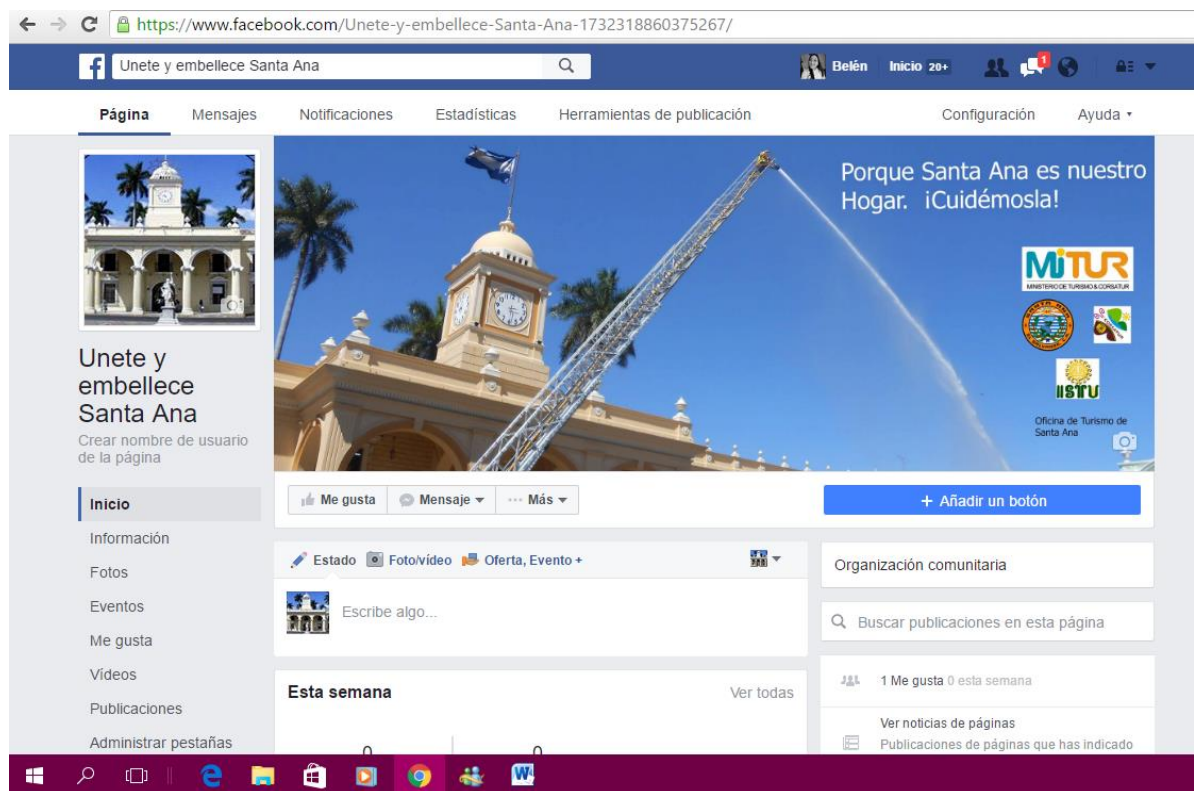 https://www.facebook.com/Unete-y-embellece-Santa-Ana-1732318860375267/
Unete y embellece Santa Ana
Belén
Inicio 20+
1
Página
Mensajes
Notificaciones
Estadísticas
Herramientas de publicación
Configuración
Ayuda
Porque Santa Ana es nuestro
Hogar. ¡Cuidémosla!
MiTUR
MINISTERIO DE TURISMO & CORSATUR
SANTA ANA
ISTU
Oficina de Turismo de
Santa Ana
Unete y
embellece
Santa Ana
Crear nombre de usuario
de la página
Inicio
Información
Fotos
Eventos
Me gusta
Vídeos
Publicaciones
Administrar pestañas
Me gusta
Mensaje
Más
+ Añadir un botón
Estado
Foto/vídeo
Oferta, Evento +
Escribe algo...
Esta semana
Ver todas
0
0
Organización comunitaria
Buscar publicaciones en esta página
1 Me gusta 0 esta semana
Ver noticias de páginas
Publicaciones de páginas que has indicado